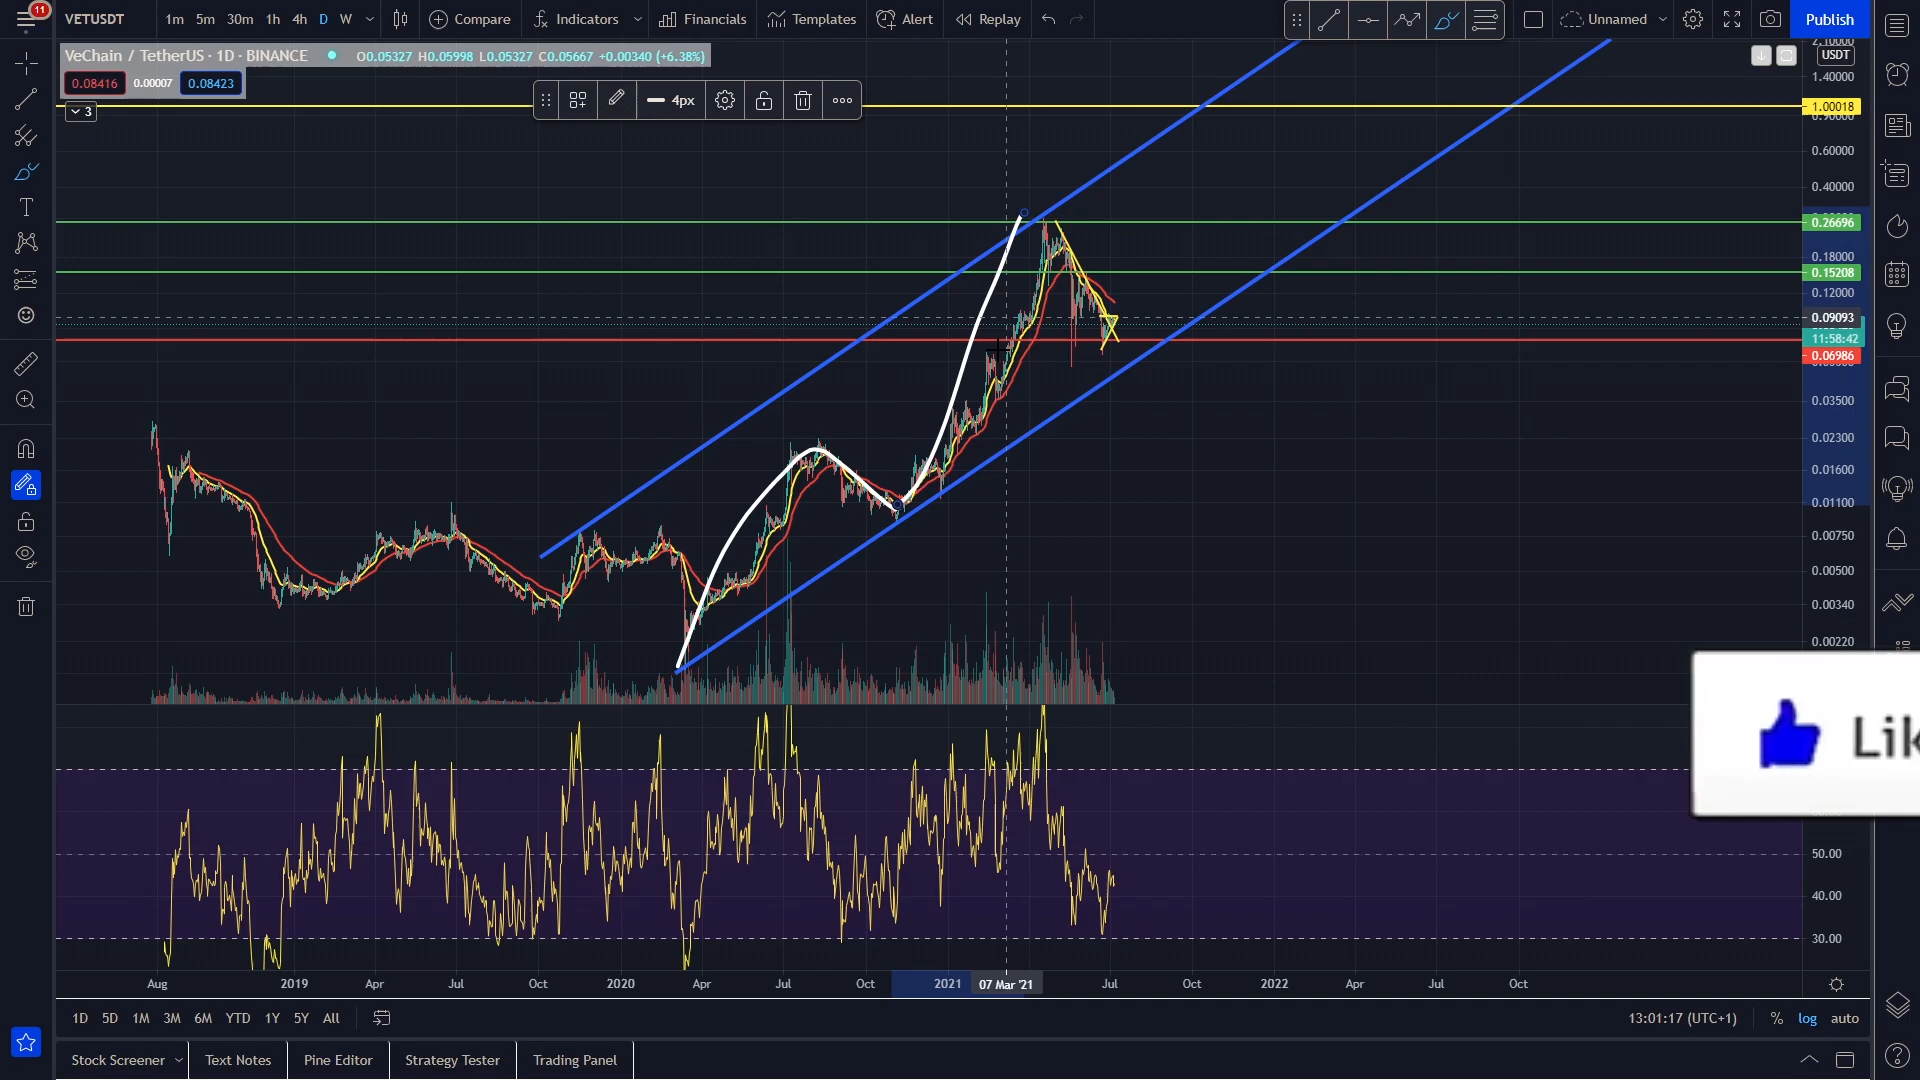 11
VETUSDT
1m 5m 30m 1h 4h D W
Compare
Indicators
Financials
Templates
Alert
Replay
Unnamed
Publish
VeChain / TetherUS · 1D · BINANCE
O0.05327 H0.05998 L0.05327 C0.05667 +0.00340 (+6.38%)
0.08416 0.00007 0.08423
3
4px
USDT
1.40000
1.00018
0.90000
0.60000
0.40000
0.26696
0.18000
0.15208
0.12000
0.09093
11:58:42
0.06986
0.03500
0.02300
0.01600
0.01100
0.00750
0.00500
0.00340
0.00220
Lik
50.00
40.00
30.00
Aug 2019 Apr Jul Oct 2020 Apr Jul Oct 2021 07 Mar '21 Jul Oct 2022 Apr Jul Oct
1D 5D 1M 3M 6M YTD 1Y 5Y All
13:01:17 (UTC+1) % log auto
Stock Screener Text Notes Pine Editor Strategy Tester Trading Panel